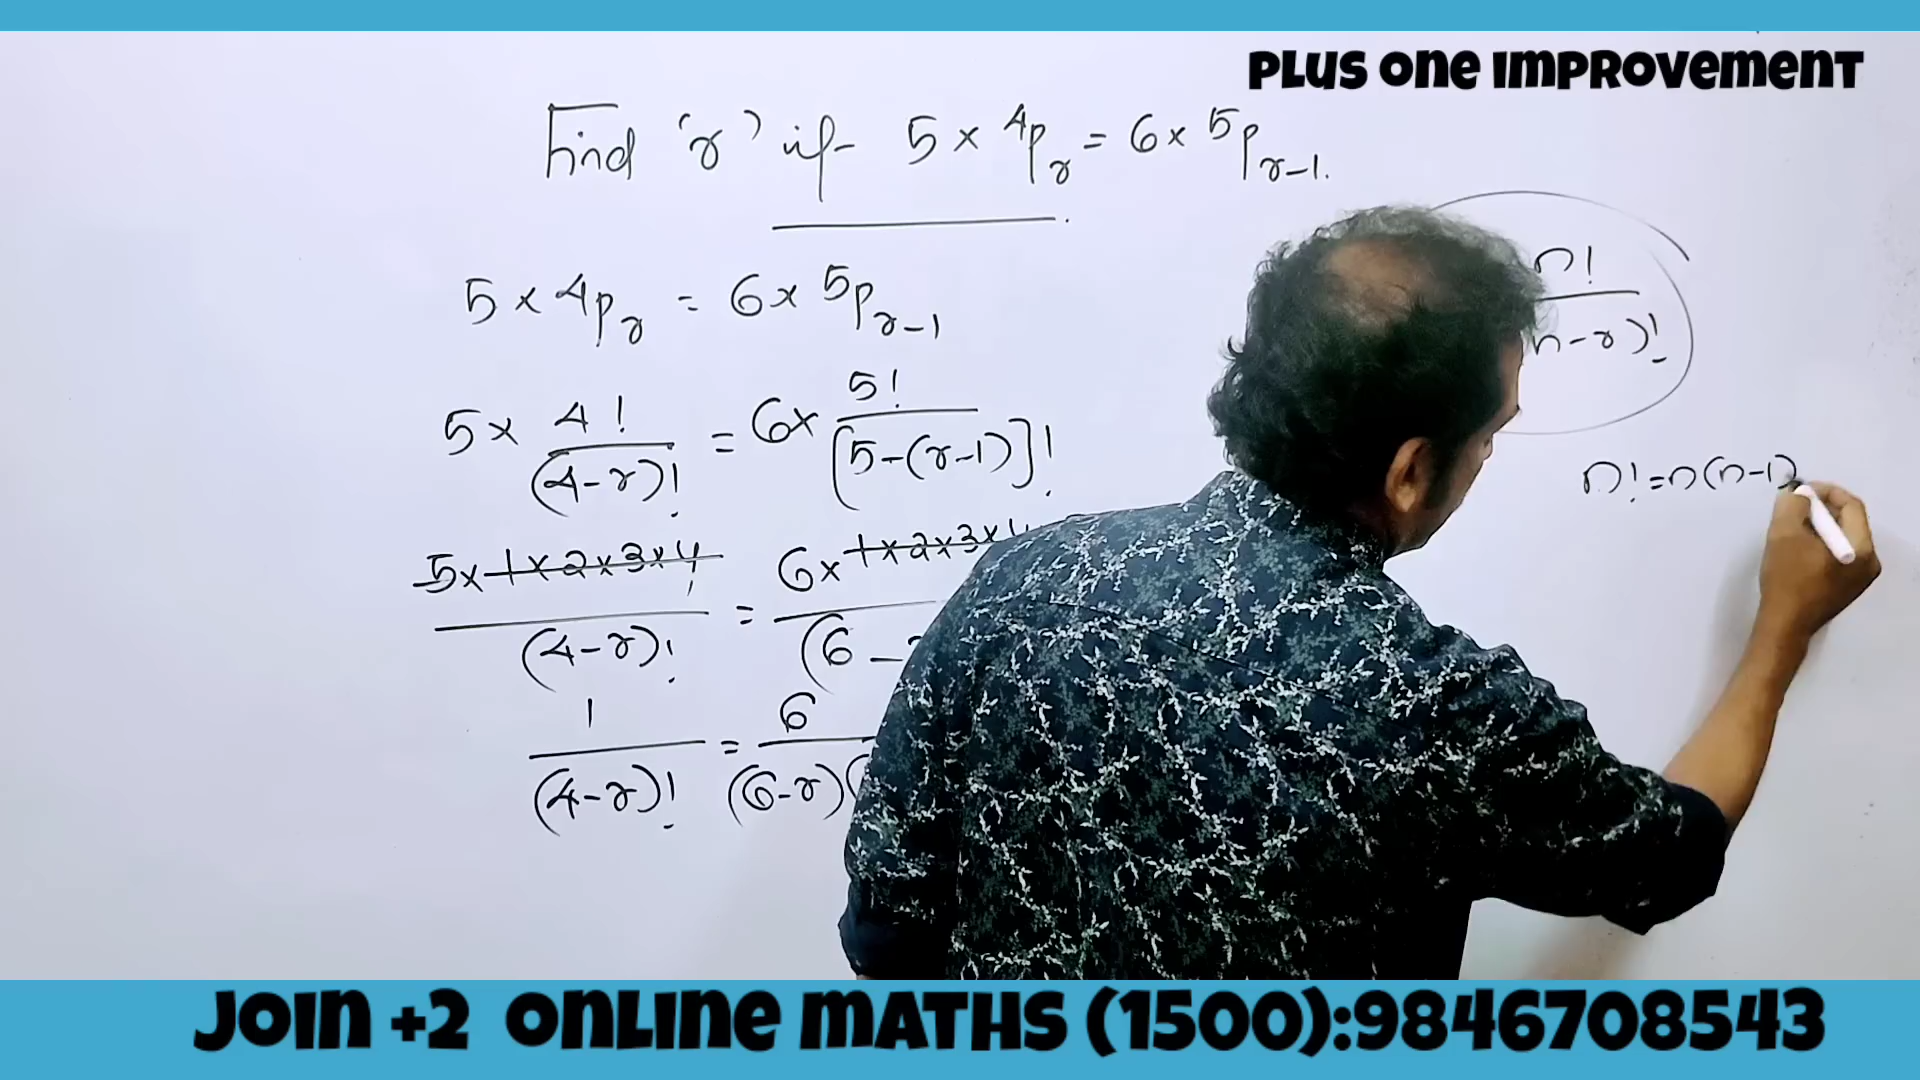 PLUS ONE IMPROVEMENT
Find 'r' if 5 × 4Pr = 6 × 5Pr-1.
5 × 4Pr = 6 × 5Pr-1
n!
n-r)!
5 × 4! / (4-r)! = 6 × 5! / [5-(r-1)]!
n! = n(n-1)
5 × 1 × 2 × 3 × 4 / (4-r)! = 6 × 1 × 2 × 3 × 4 / (6-
1 / (4-r)! = 6 / (6-r)(
JOIN +2 ONLINE MATHS (1500):9846708543